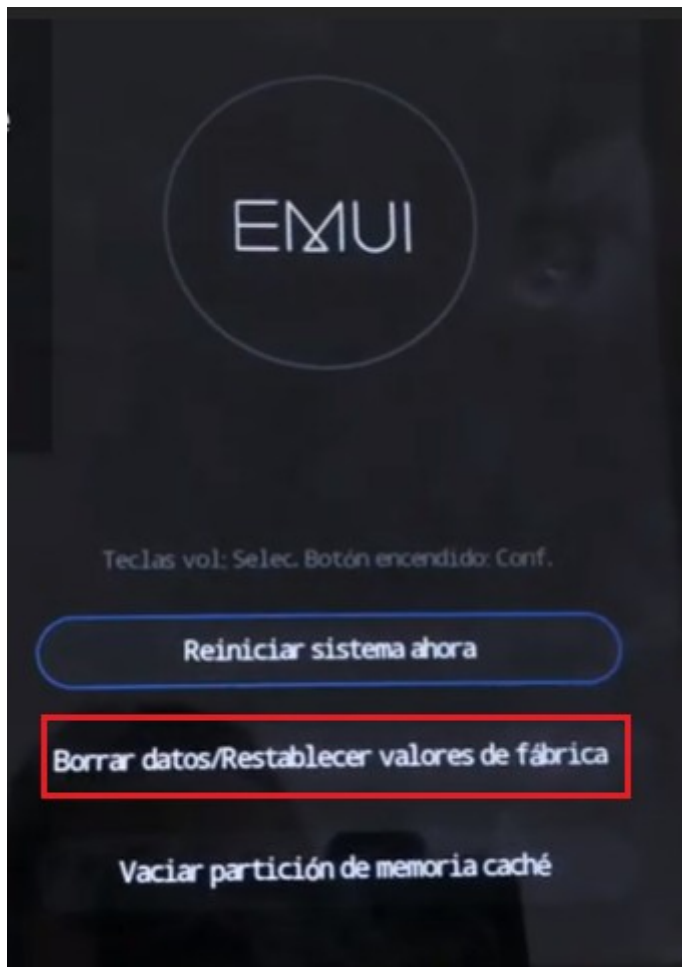 EMUI
Teclas vol: Selec. Botón encendido: Conf.
Reiniciar sistema ahora
Borrar datos/Restablecer valores de fábrica
Vaciar partición de memoria caché